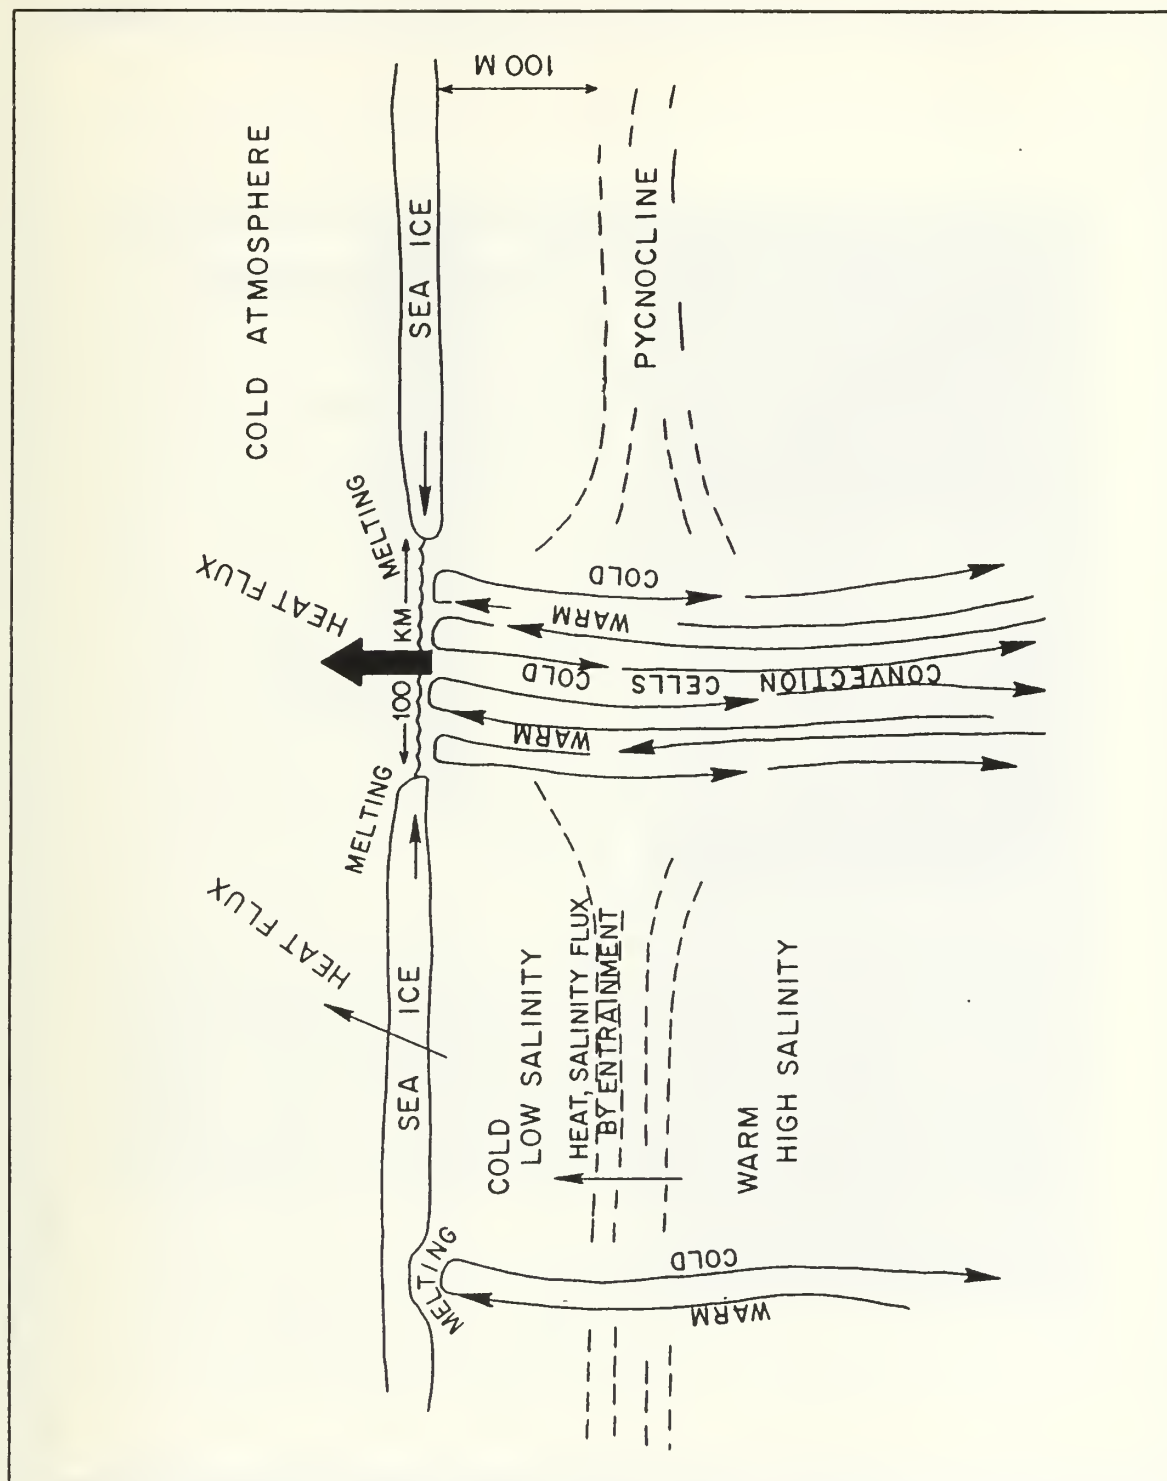 COLD ATMOSPHERE
HEAT FLUX
HEAT FLUX
MELTING
100 KM
MELTING
SEA ICE
SEA ICE
100 M
MELTING
COLD
LOW SALINITY
HEAT, SALINITY FLUX
BY ENTRAINMENT
WARM
HIGH SALINITY
WARM
COLD
WARM
COLD
WARM
COLD
CONVECTION CELLS
PYCNOCLINE